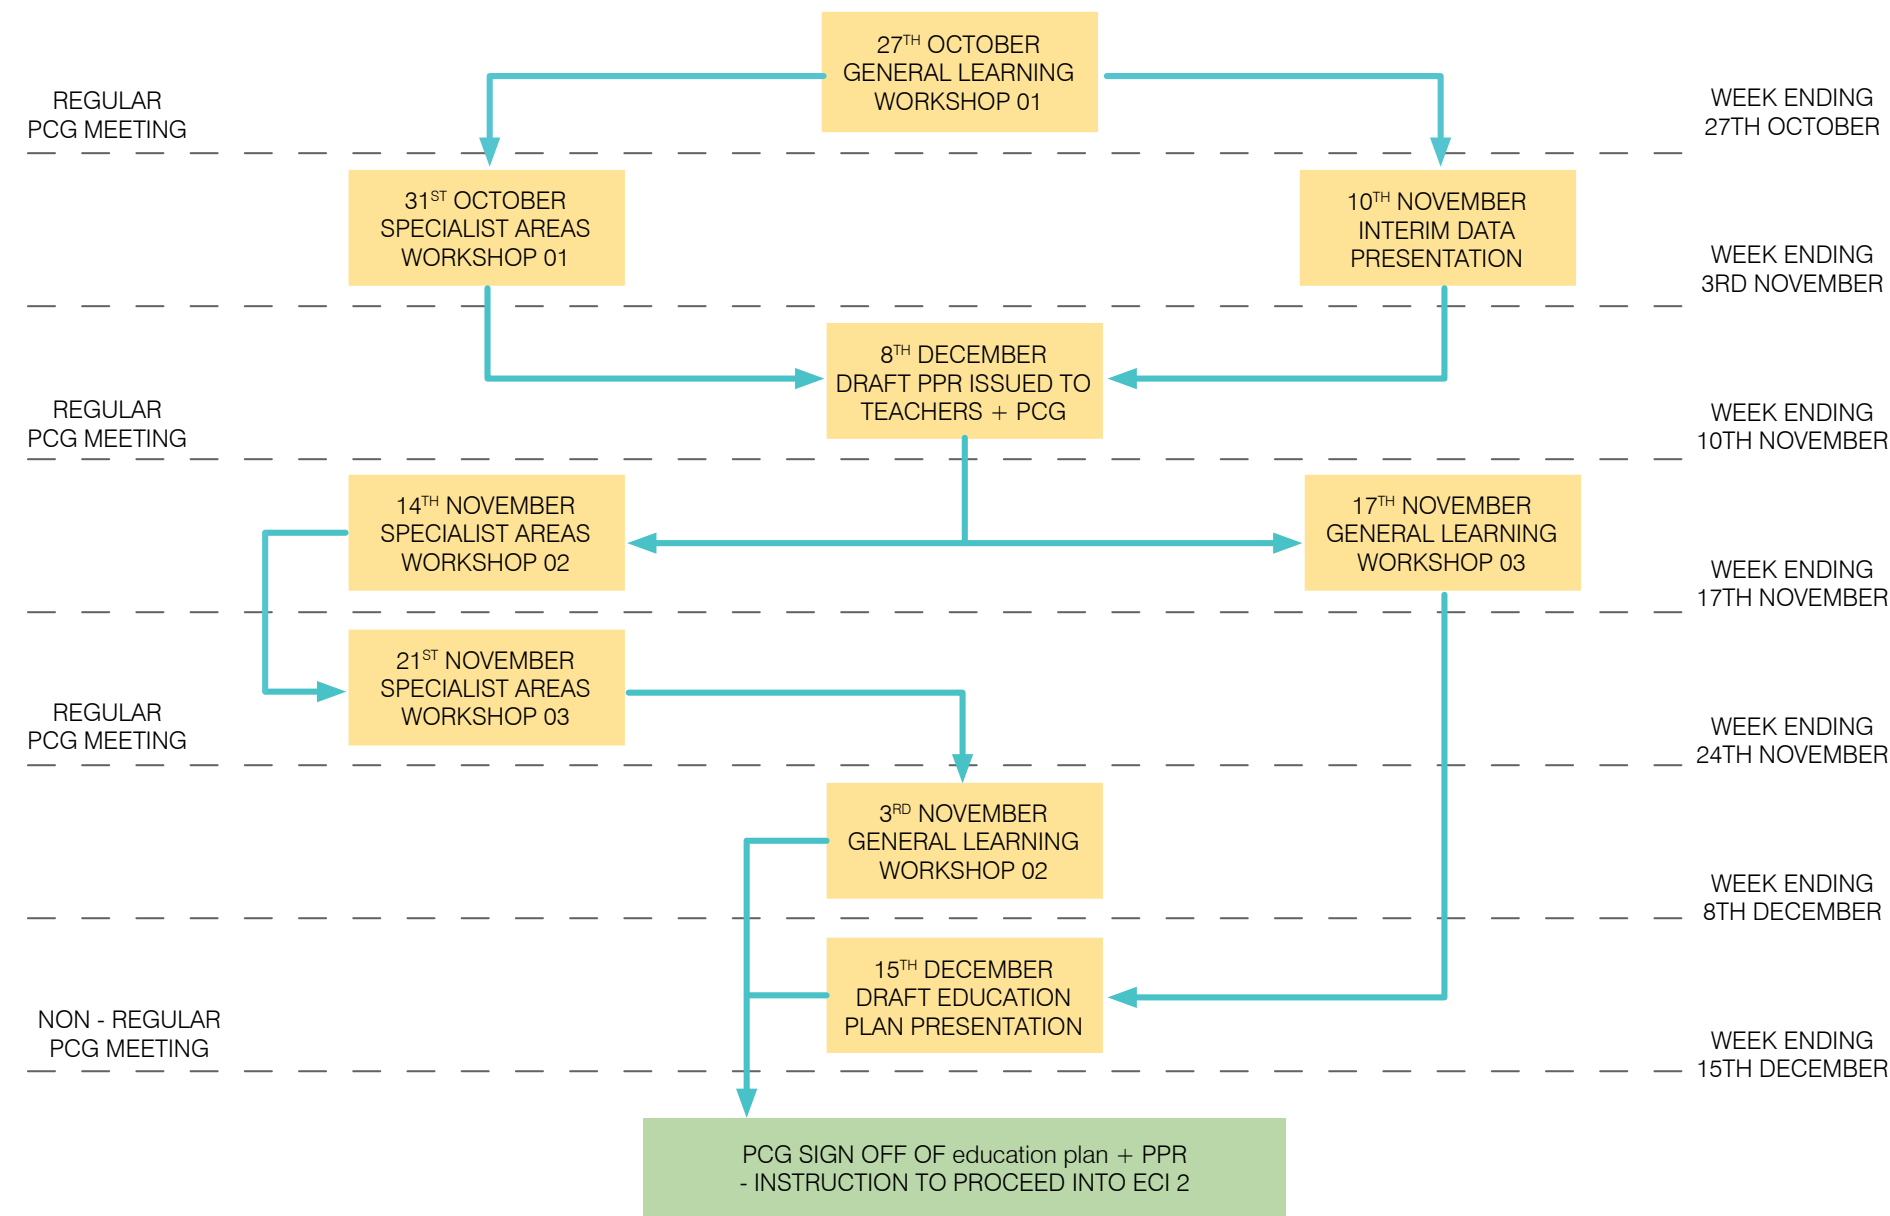 27TH OCTOBER
GENERAL LEARNING
WORKSHOP 01
REGULAR
PCG MEETING
WEEK ENDING
27TH OCTOBER
31ST OCTOBER
SPECIALIST AREAS
WORKSHOP 01
10TH NOVEMBER
INTERIM DATA
PRESENTATION
WEEK ENDING
3RD NOVEMBER
8TH DECEMBER
DRAFT PPR ISSUED TO
TEACHERS + PCG
REGULAR
PCG MEETING
WEEK ENDING
10TH NOVEMBER
14TH NOVEMBER
SPECIALIST AREAS
WORKSHOP 02
17TH NOVEMBER
GENERAL LEARNING
WORKSHOP 03
WEEK ENDING
17TH NOVEMBER
21ST NOVEMBER
SPECIALIST AREAS
WORKSHOP 03
REGULAR
PCG MEETING
WEEK ENDING
24TH NOVEMBER
3RD NOVEMBER
GENERAL LEARNING
WORKSHOP 02
WEEK ENDING
8TH DECEMBER
15TH DECEMBER
DRAFT EDUCATION
PLAN PRESENTATION
NON - REGULAR
PCG MEETING
WEEK ENDING
15TH DECEMBER
PCG SIGN OFF OF education plan + PPR
- INSTRUCTION TO PROCEED INTO ECI 2